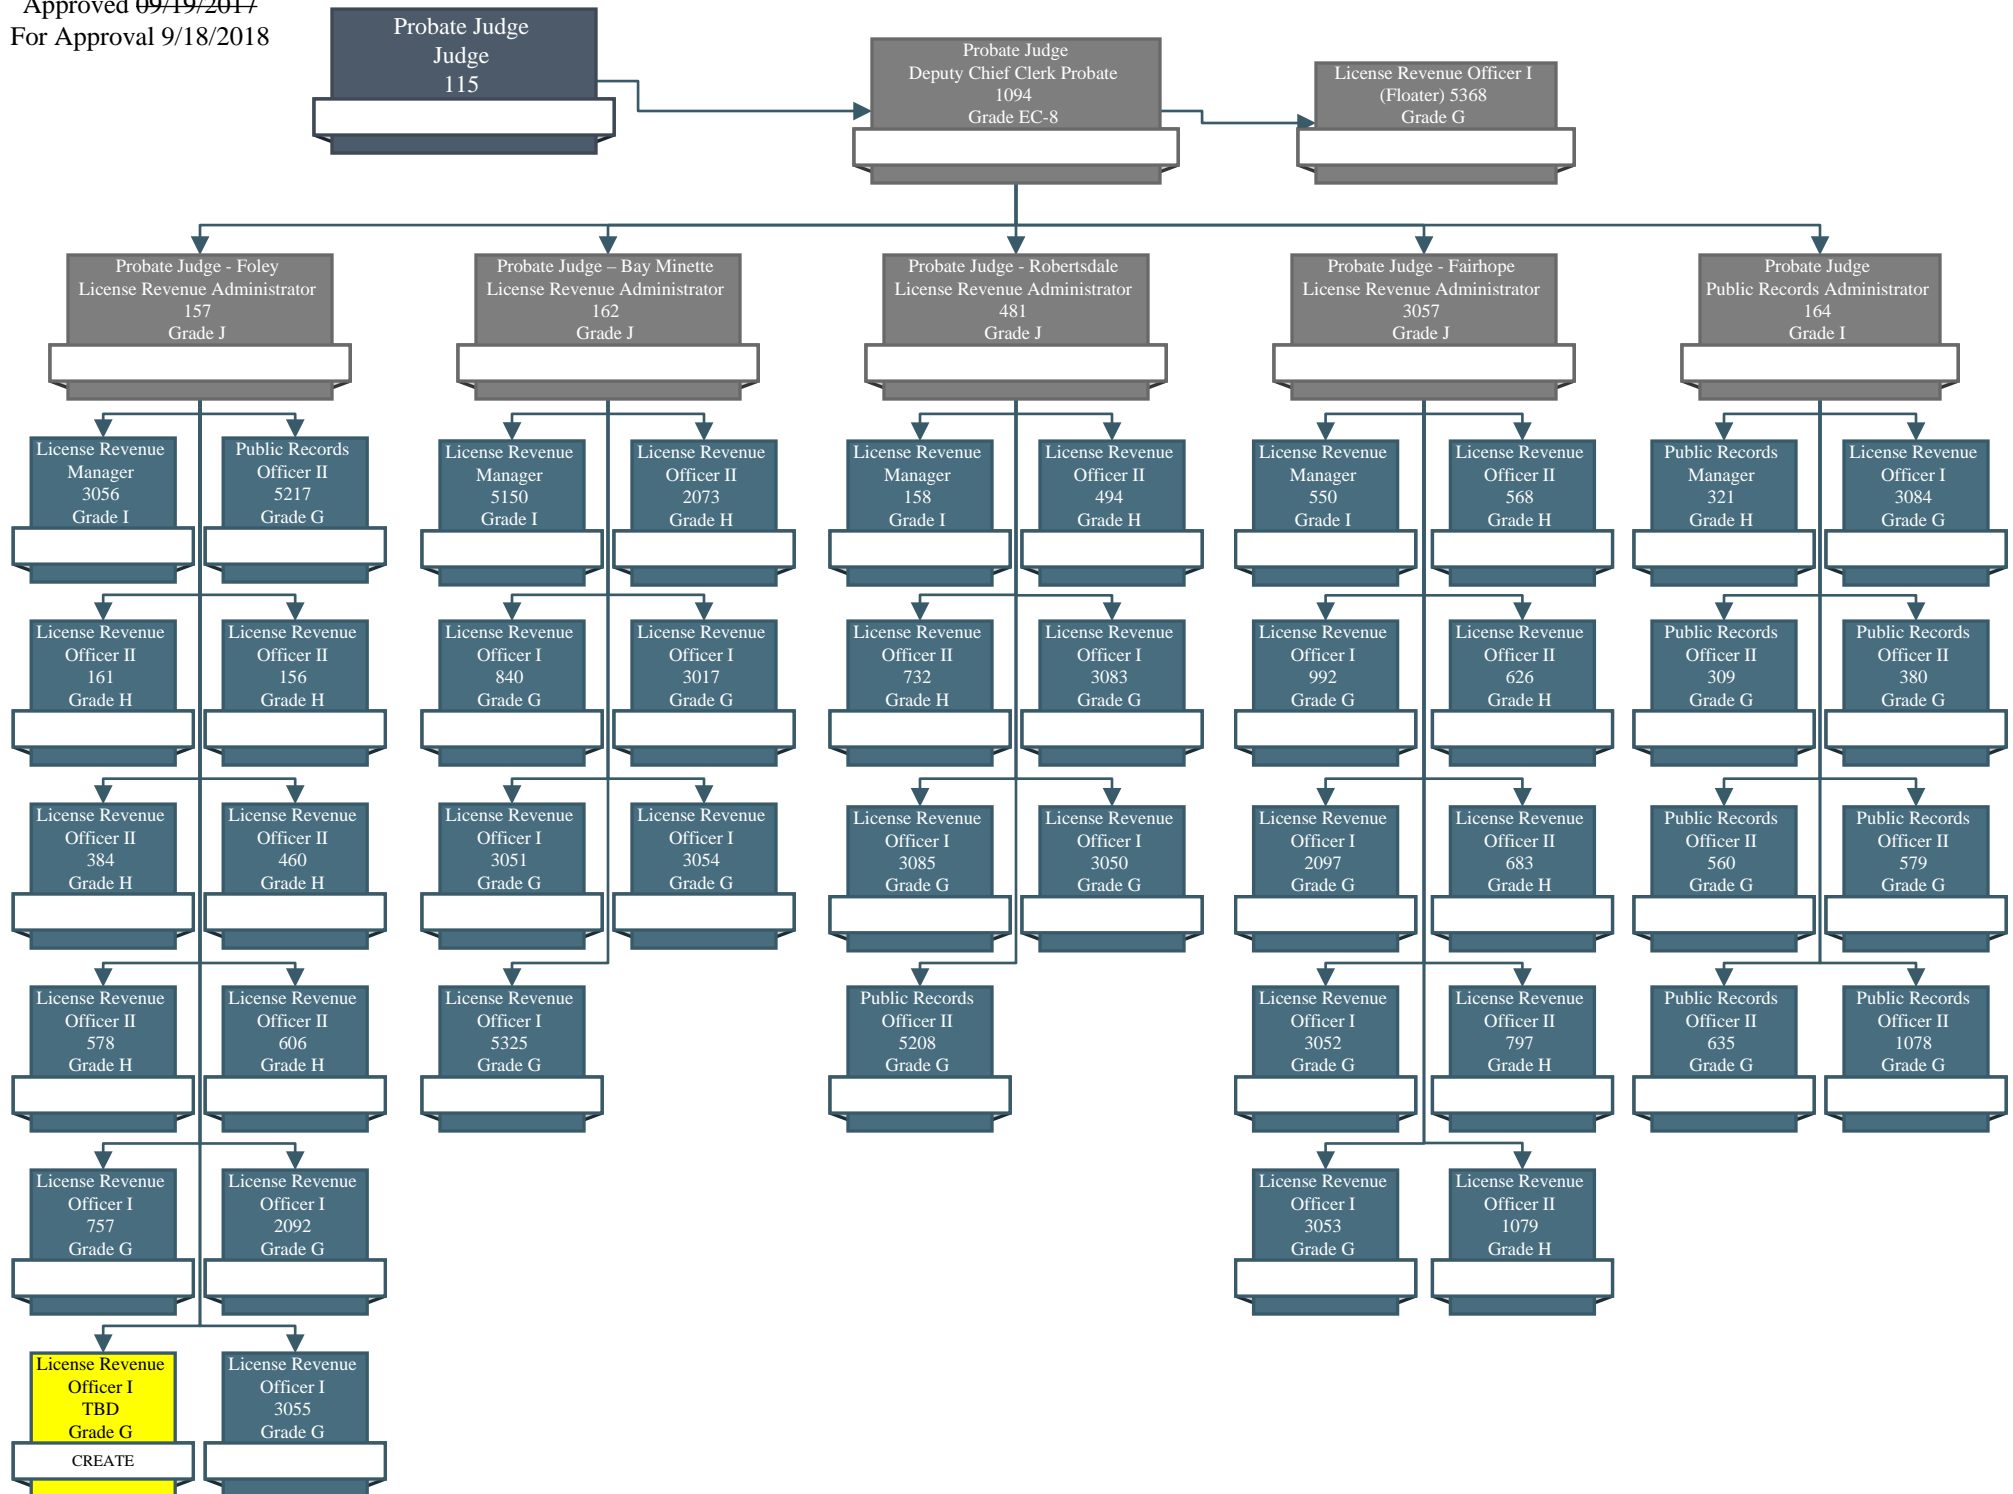 Approved 09/19/2017
For Approval 9/18/2018
Probate Judge
Judge
115
Probate Judge
Deputy Chief Clerk Probate
1094
Grade EC-8
License Revenue Officer I
(Floater) 5368
Grade G
Probate Judge - Foley
License Revenue Administrator
157
Grade J
Probate Judge – Bay Minette
License Revenue Administrator
162
Grade J
Probate Judge - Robertsdale
License Revenue Administrator
481
Grade J
Probate Judge - Fairhope
License Revenue Administrator
3057
Grade J
Probate Judge
Public Records Administrator
164
Grade I
License Revenue
Manager
3056
Grade I
Public Records
Officer II
5217
Grade G
License Revenue
Manager
5150
Grade I
License Revenue
Officer II
2073
Grade H
License Revenue
Manager
158
Grade I
License Revenue
Officer II
494
Grade H
License Revenue
Manager
550
Grade I
License Revenue
Officer II
568
Grade H
Public Records
Manager
321
Grade H
License Revenue
Officer I
3084
Grade G
License Revenue
Officer II
161
Grade H
License Revenue
Officer II
156
Grade H
License Revenue
Officer I
840
Grade G
License Revenue
Officer I
3017
Grade G
License Revenue
Officer II
732
Grade H
License Revenue
Officer I
3083
Grade G
License Revenue
Officer I
992
Grade G
License Revenue
Officer II
626
Grade H
Public Records
Officer II
309
Grade G
Public Records
Officer II
380
Grade G
License Revenue
Officer II
384
Grade H
License Revenue
Officer II
460
Grade H
License Revenue
Officer I
3051
Grade G
License Revenue
Officer I
3054
Grade G
License Revenue
Officer I
3085
Grade G
License Revenue
Officer I
3050
Grade G
License Revenue
Officer I
2097
Grade G
License Revenue
Officer II
683
Grade H
Public Records
Officer II
560
Grade G
Public Records
Officer II
579
Grade G
License Revenue
Officer II
578
Grade H
License Revenue
Officer II
606
Grade H
License Revenue
Officer I
5325
Grade G
Public Records
Officer II
5208
Grade G
License Revenue
Officer I
3052
Grade G
License Revenue
Officer II
797
Grade H
Public Records
Officer II
635
Grade G
Public Records
Officer II
1078
Grade G
License Revenue
Officer I
757
Grade G
License Revenue
Officer I
2092
Grade G
License Revenue
Officer I
3053
Grade G
License Revenue
Officer II
1079
Grade H
License Revenue
Officer I
TBD
Grade G
CREATE
License Revenue
Officer I
3055
Grade G